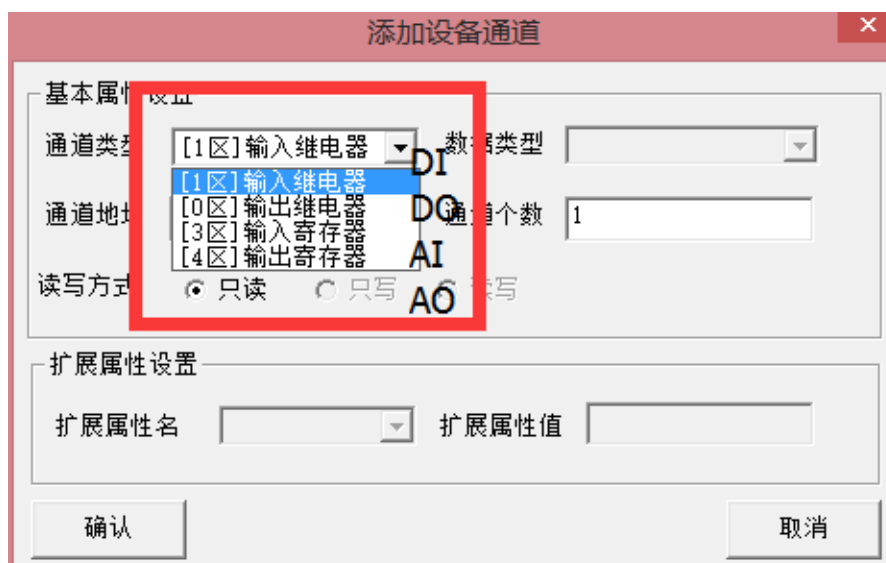 添加设备通道
基本属性设置
通道类型 [1区]输入继电器 数据类型
[1区]输入继电器 DI
[0区]输出继电器 DO
[3区]输入寄存器 AI
[4区]输出寄存器 AO
通道地址 通道个数 1
读写方式 只读 只写 读写
扩展属性设置
扩展属性名 扩展属性值
确认 取消